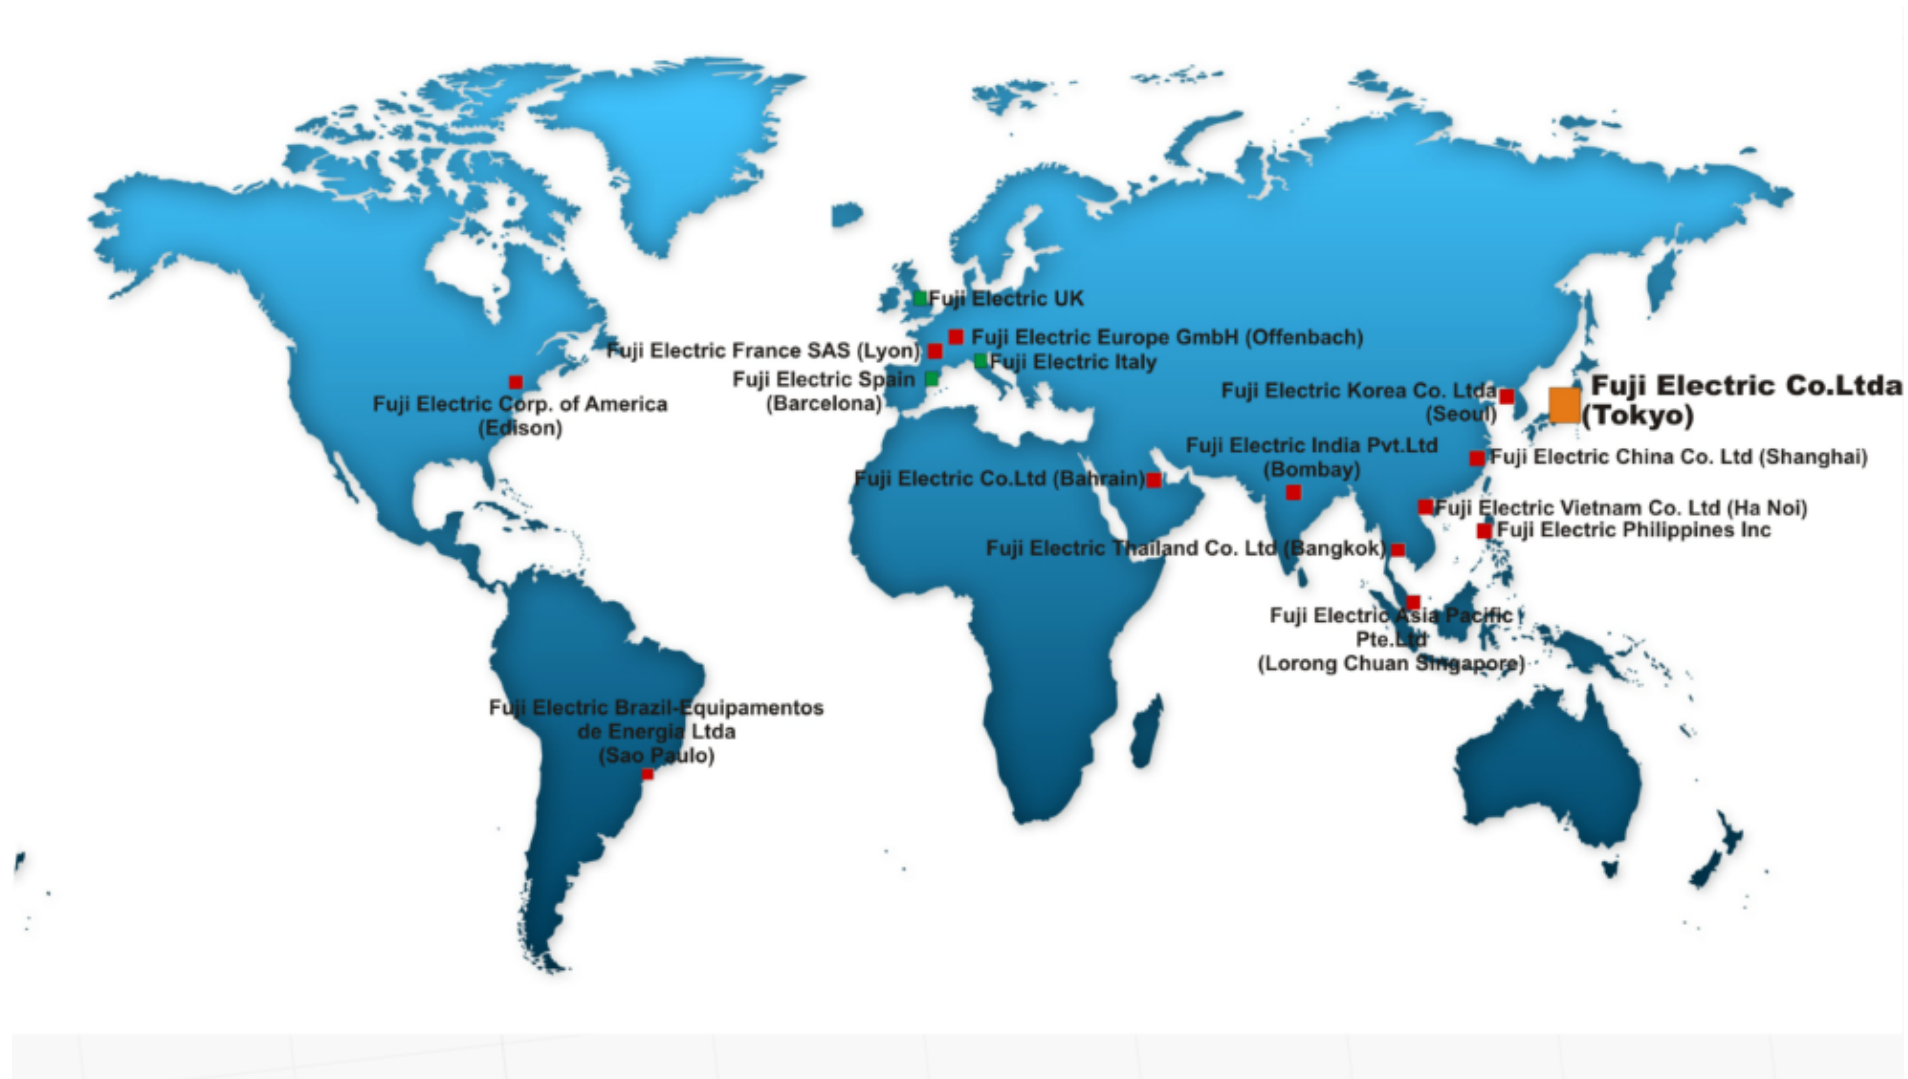 Fuji Electric UK
Fuji Electric Europe GmbH (Offenbach)
Fuji Electric France SAS (Lyon)
Fuji Electric Italy
Fuji Electric Spain
(Barcelona)
Fuji Electric Corp. of America
(Edison)
Fuji Electric Korea Co. Ltda
(Seoul)
Fuji Electric Co.Ltda
(Tokyo)
Fuji Electric India Pvt.Ltd
(Bombay)
Fuji Electric China Co. Ltd (Shanghai)
Fuji Electric Co.Ltd (Bahrain)
Fuji Electric Vietnam Co. Ltd (Ha Noi)
Fuji Electric Philippines Inc
Fuji Electric Thailand Co. Ltd (Bangkok)
Fuji Electric Asia Pacific
Pte.Ltd
(Lorong Chuan Singapore)
Fuji Electric Brazil-Equipamentos
de Energia Ltda
(Sao Paulo)